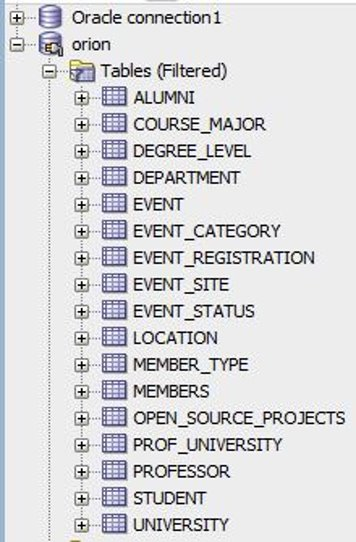 Oracle connection1
orion
Tables (Filtered)
ALUMNI
COURSE_MAJOR
DEGREE_LEVEL
DEPARTMENT
EVENT
EVENT_CATEGORY
EVENT_REGISTRATION
EVENT_SITE
EVENT_STATUS
LOCATION
MEMBER_TYPE
MEMBERS
OPEN_SOURCE_PROJECTS
PROF_UNIVERSITY
PROFESSOR
STUDENT
UNIVERSITY